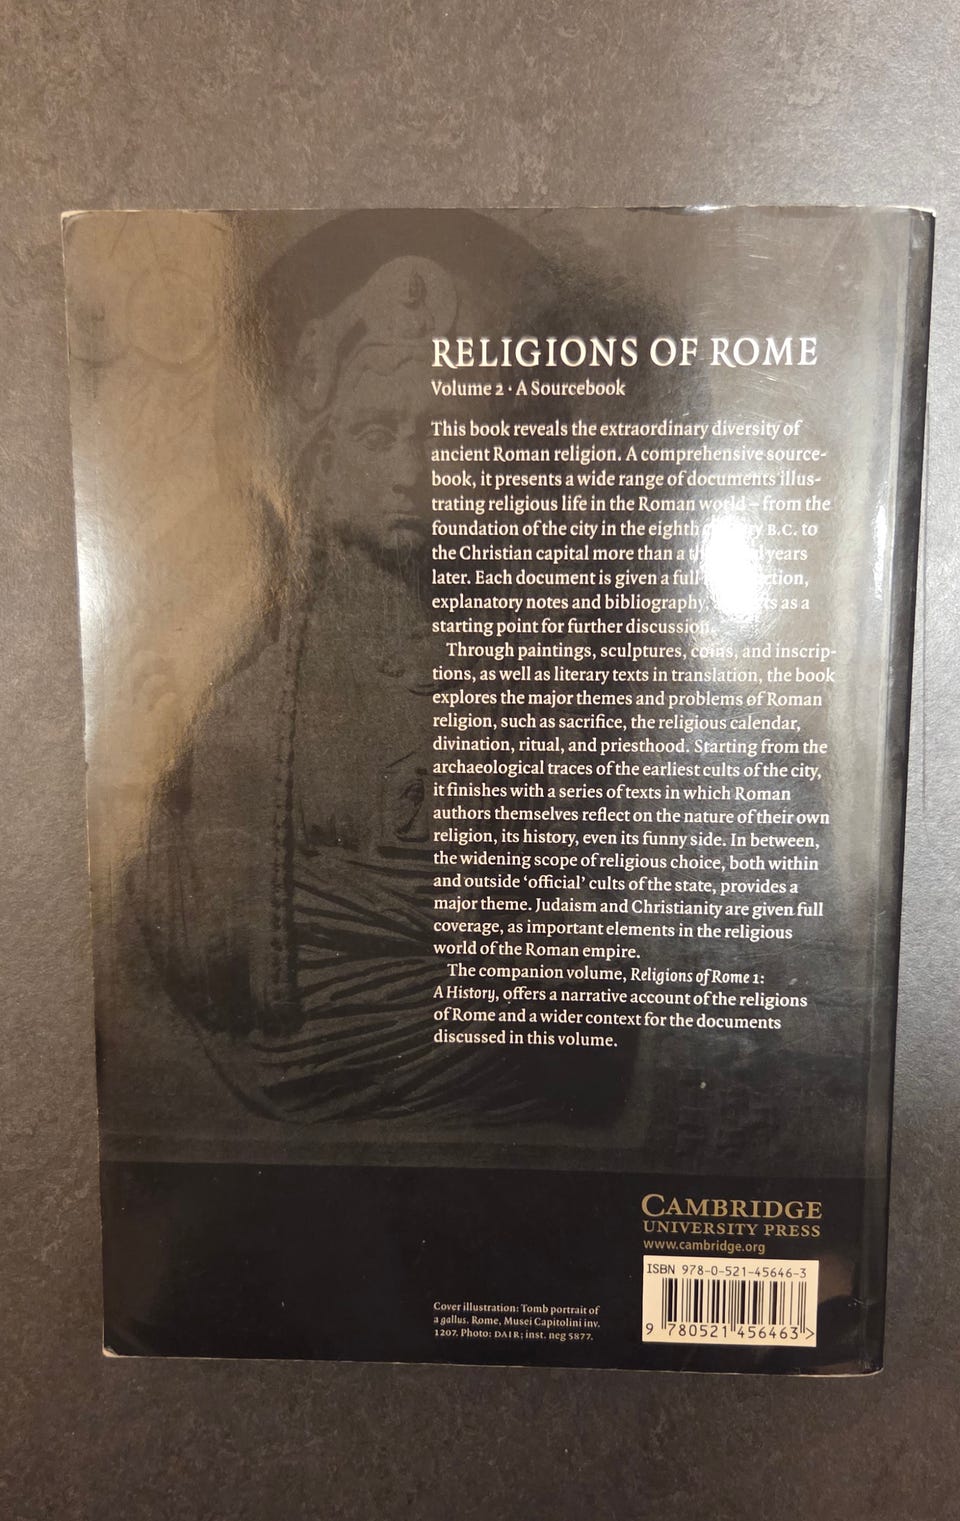 RELIGIONS OF ROME
Volume 2 · A Sourcebook
This book reveals the extraordinary diversity of
ancient Roman religion. A comprehensive source-
book, it presents a wide range of documents illus-
trating religious life in the Roman world – from the
foundation of the city in the eighth B.C. to
the Christian capital more than a years
later. Each document is given a full
explanatory notes and bibliography, as a
starting point for further discussion.
Through paintings, sculptures, coins, and inscrip-
tions, as well as literary texts in translation, the book
explores the major themes and problems of Roman
religion, such as sacrifice, the religious calendar,
divination, ritual, and priesthood. Starting from the
archaeological traces of the earliest cults of the city,
it finishes with a series of texts in which Roman
authors themselves reflect on the nature of their own
religion, its history, even its funny side. In between,
the widening scope of religious choice, both within
and outside ‘official’ cults of the state, provides a
major theme. Judaism and Christianity are given full
coverage, as important elements in the religious
world of the Roman empire.
The companion volume, Religions of Rome 1:
A History, offers a narrative account of the religions
of Rome and a wider context for the documents
discussed in this volume.
CAMBRIDGE
UNIVERSITY PRESS
www.cambridge.org
ISBN 978-0-521-45646-3
9 780521 456463 >
Cover illustration: Tomb portrait of
a gallus. Rome, Musei Capitolini inv.
1207. Photo: DAIR; inst. neg 5877.